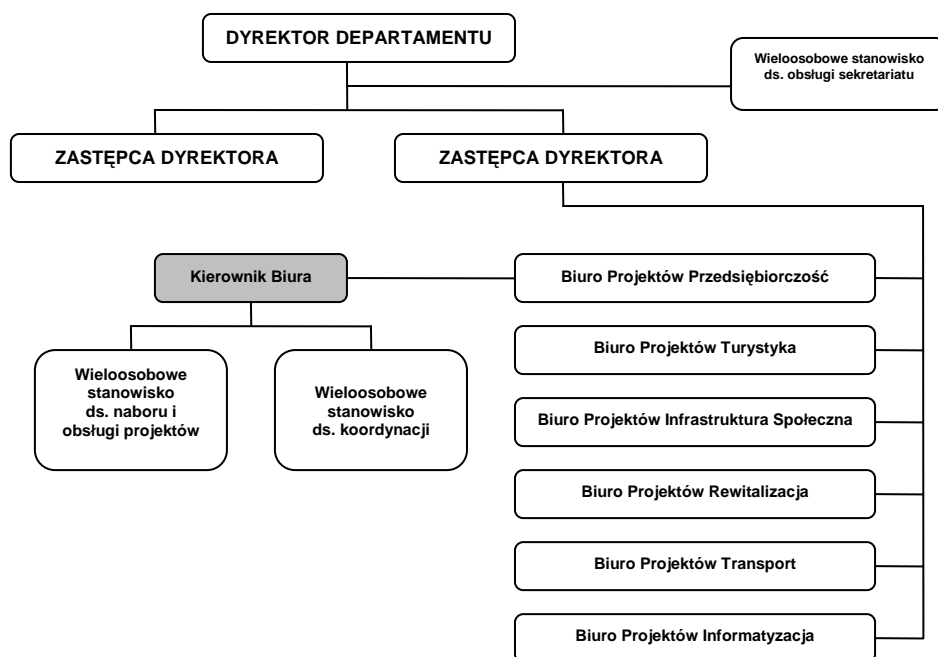 DYREKTOR DEPARTAMENTU
Wieloosobowe stanowisko
ds. obsługi sekretariatu
ZASTĘPCA DYREKTORA
ZASTĘPCA DYREKTORA
Kierownik Biura
Biuro Projektów Przedsiębiorczość
Biuro Projektów Turystyka
Wieloosobowe
stanowisko
ds. naboru i
obsługi projektów
Wieloosobowe
stanowisko
ds. koordynacji
Biuro Projektów Infrastruktura Społeczna
Biuro Projektów Rewitalizacja
Biuro Projektów Transport
Biuro Projektów Informatyzacja